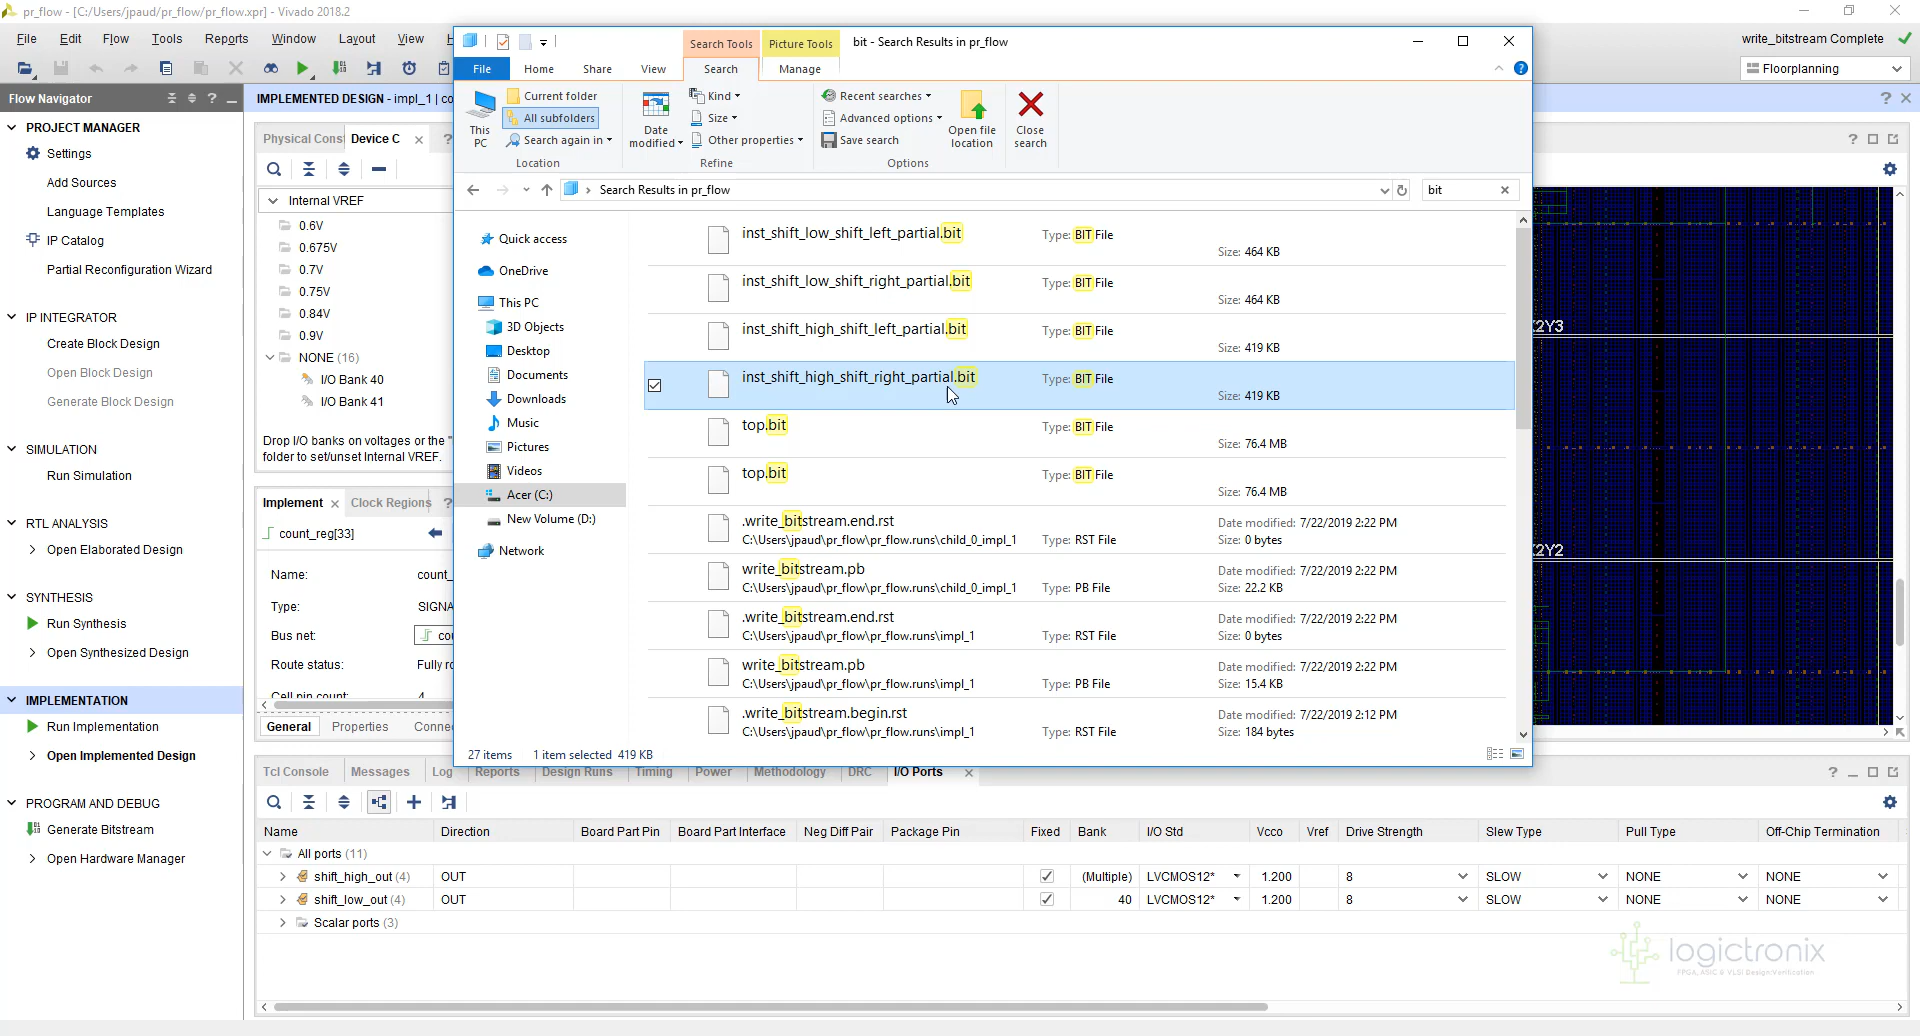 pr_flow - [C:/Users/jpaud/pr_flow/pr_flow.xpr] - Vivado 2018.2
File Edit Flow Tools Reports Window Layout View
write_bitstream Complete
Floorplanning
Flow Navigator
PROJECT MANAGER
Settings
Add Sources
Language Templates
IP Catalog
Partial Reconfiguration Wizard
IP INTEGRATOR
Create Block Design
Open Block Design
Generate Block Design
SIMULATION
Run Simulation
RTL ANALYSIS
Open Elaborated Design
SYNTHESIS
Run Synthesis
Open Synthesized Design
IMPLEMENTATION
Run Implementation
Open Implemented Design
PROGRAM AND DEBUG
Generate Bitstream
Open Hardware Manager
IMPLEMENTED DESIGN - impl_1 | co
Physical Const Device C
Internal VREF
0.6V
0.675V
0.7V
0.75V
0.84V
0.9V
NONE (16)
I/O Bank 40
I/O Bank 41
Drop I/O banks on voltages or the "
folder to set/unset Internal VREF.
Implement Clock Regions
count_reg[33]
Name: count_
Type: SIGNA
Bus net: cou
Route status: Fully ro
Cell pin count: 4
General Properties Connec
Search Tools Picture Tools bit - Search Results in pr_flow
File Home Share View Search Manage
This PC
Current folder
All subfolders
Search again in
Location
Date modified
Kind
Size
Other properties
Refine
Recent searches
Advanced options
Save search
Options
Open file location
Close search
Search Results in pr_flow
bit
Quick access
OneDrive
This PC
3D Objects
Desktop
Documents
Downloads
Music
Pictures
Videos
Acer (C:)
New Volume (D:)
Network
inst_shift_low_shift_left_partial.bit Type: BIT File
Size: 464 KB
inst_shift_low_shift_right_partial.bit Type: BIT File
Size: 464 KB
inst_shift_high_shift_left_partial.bit Type: BIT File
Size: 419 KB
inst_shift_high_shift_right_partial.bit Type: BIT File
Size: 419 KB
top.bit Type: BIT File
Size: 76.4 MB
top.bit Type: BIT File
Size: 76.4 MB
.write_bitstream.end.rst Date modified: 7/22/2019 2:22 PM
C:\Users\jpaud\pr_flow\pr_flow.runs\child_0_impl_1 Type: RST File Size: 0 bytes
write_bitstream.pb Date modified: 7/22/2019 2:22 PM
C:\Users\jpaud\pr_flow\pr_flow.runs\child_0_impl_1 Type: PB File Size: 22.2 KB
.write_bitstream.end.rst Date modified: 7/22/2019 2:22 PM
C:\Users\jpaud\pr_flow\pr_flow.runs\impl_1 Type: RST File Size: 0 bytes
write_bitstream.pb Date modified: 7/22/2019 2:22 PM
C:\Users\jpaud\pr_flow\pr_flow.runs\impl_1 Type: PB File Size: 15.4 KB
.write_bitstream.begin.rst Date modified: 7/22/2019 2:12 PM
C:\Users\jpaud\pr_flow\pr_flow.runs\impl_1 Type: RST File Size: 184 bytes
27 items 1 item selected 419 KB
2Y3
2Y2
Tcl Console Messages Log Reports Design Runs Timing Power Methodology DRC I/O Ports
Name Direction Board Part Pin Board Part Interface Neg Diff Pair Package Pin Fixed Bank I/O Std Vcco Vref Drive Strength Slew Type Pull Type Off-Chip Termination
All ports (11)
shift_high_out (4) OUT (Multiple) LVCMOS12* 1.200 8 SLOW NONE NONE
shift_low_out (4) OUT 40 LVCMOS12* 1.200 8 SLOW NONE NONE
Scalar ports (3)
logictronix
FPGA, ASIC & VLSI Design/Verification